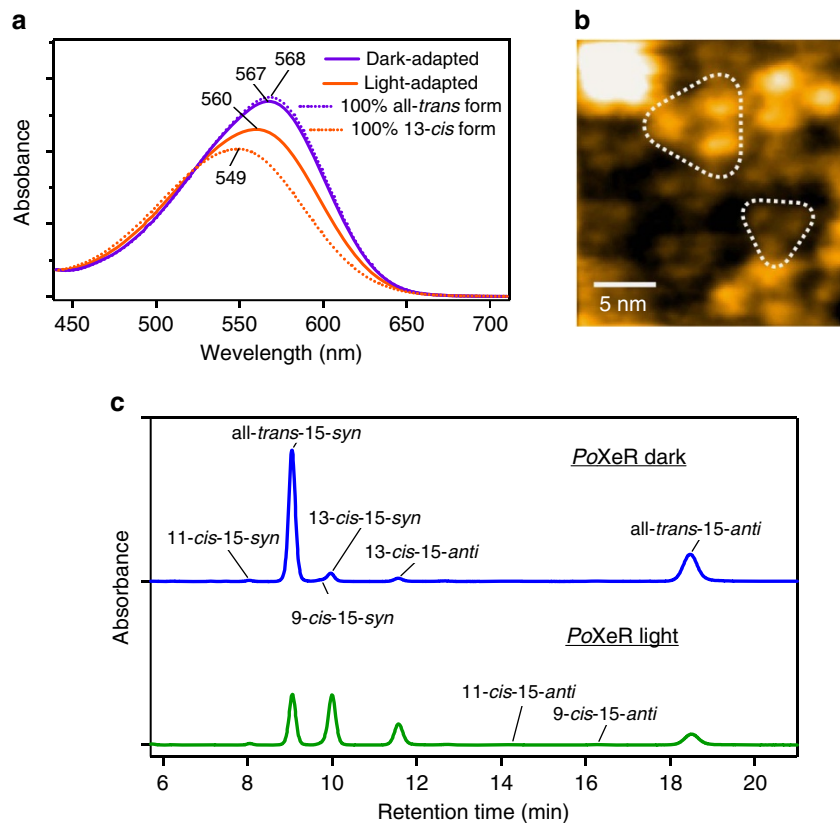 a
568
567
560
549
Dark-adapted
Light-adapted
100% all-trans form
100% 13-cis form
Absobance
450
500
550
600
650
700
Wavelength (nm)
b
5 nm
c
all-trans-15-syn
PoXeR dark
11-cis-15-syn
13-cis-15-syn
13-cis-15-anti
all-trans-15-anti
9-cis-15-syn
PoXeR light
11-cis-15-anti
9-cis-15-anti
Absorbance
6
8
10
12
14
16
18
20
Retention time (min)